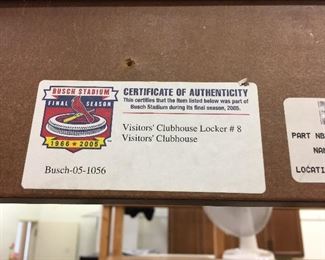 BUSCH STADIUM
FINAL SEASON
1966 ★ 2005
CERTIFICATE OF AUTHENTICITY
This certifies that the item listed below was part of
Busch Stadium during its final season, 2005.
Visitors' Clubhouse Locker # 8
Visitors' Clubhouse
Busch-05-1056
PART NB
NAM
LOCATI